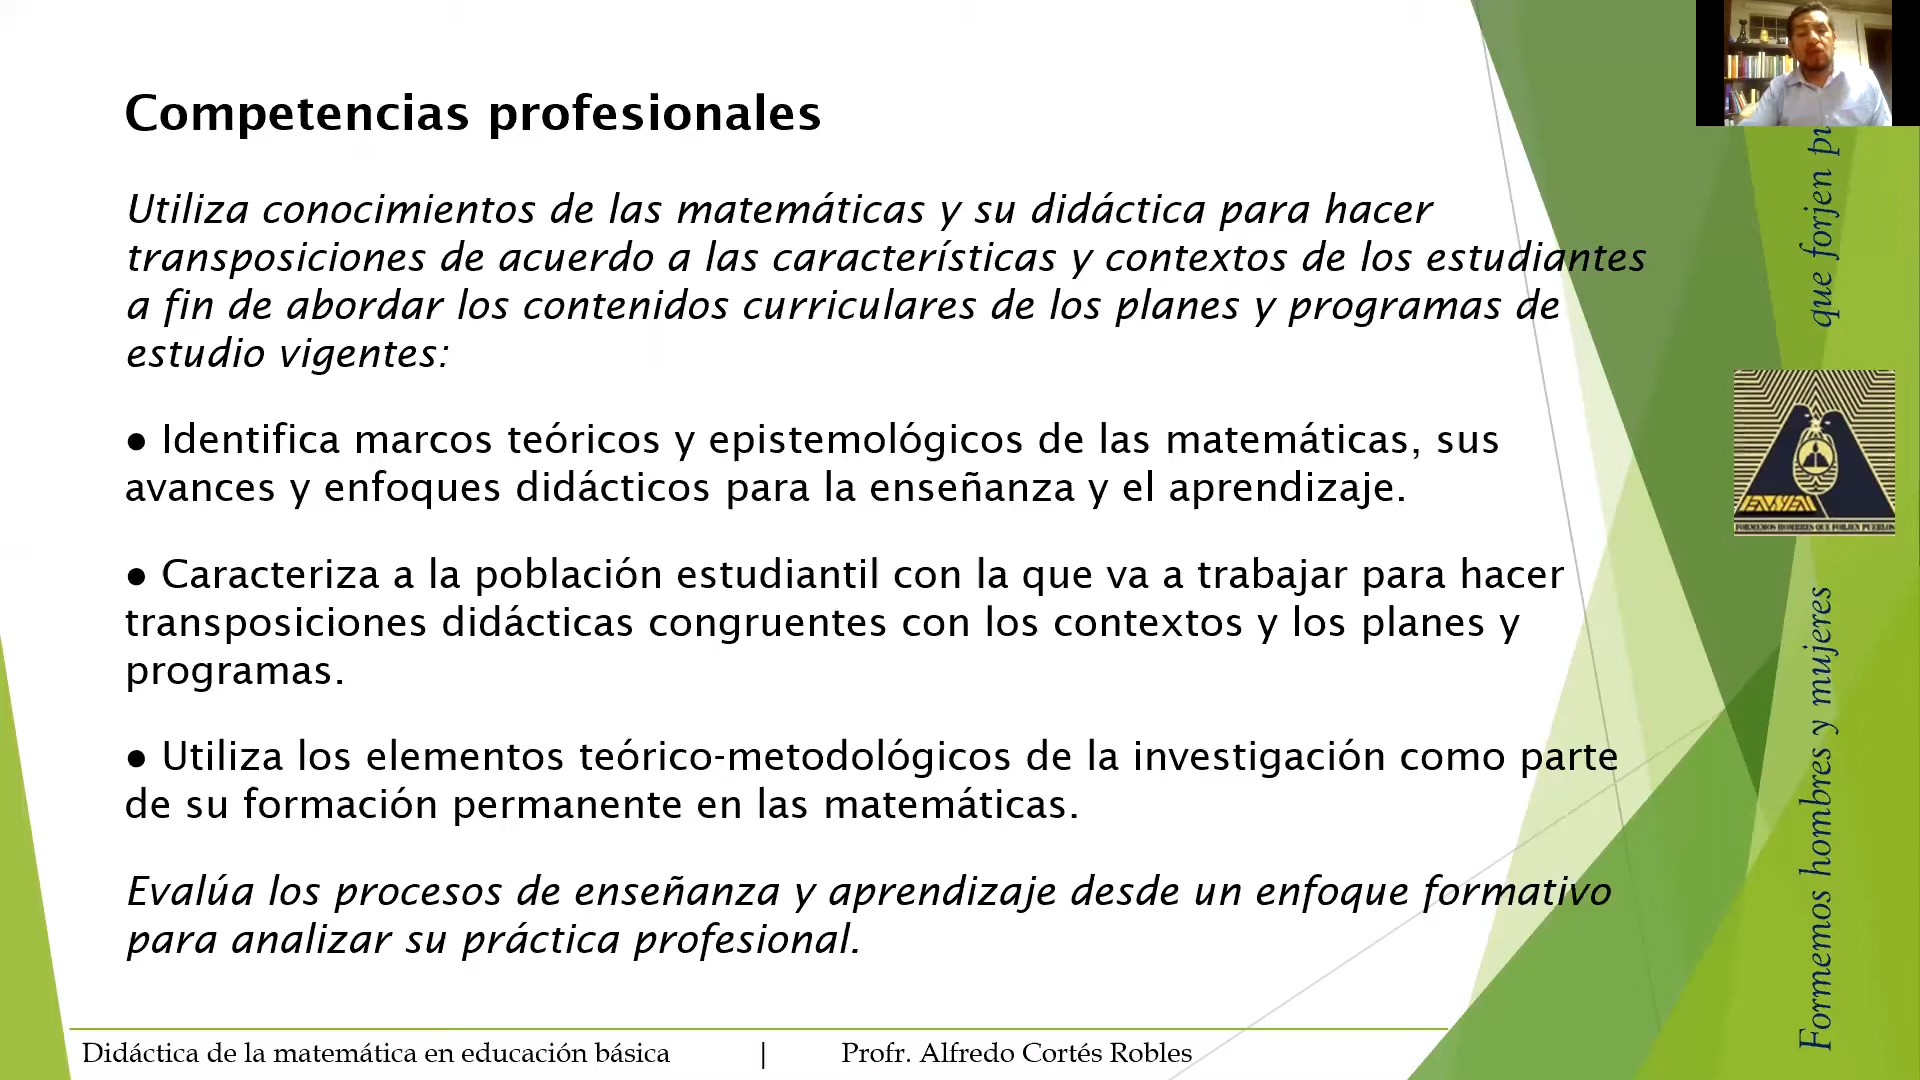 Competencias profesionales
Utiliza conocimientos de las matemáticas y su didáctica para hacer
transposiciones de acuerdo a las características y contextos de los estudiantes
a fin de abordar los contenidos curriculares de los planes y programas de
estudio vigentes:
● Identifica marcos teóricos y epistemológicos de las matemáticas, sus
avances y enfoques didácticos para la enseñanza y el aprendizaje.
● Caracteriza a la población estudiantil con la que va a trabajar para hacer
transposiciones didácticas congruentes con los contextos y los planes y
programas.
● Utiliza los elementos teórico-metodológicos de la investigación como parte
de su formación permanente en las matemáticas.
Evalúa los procesos de enseñanza y aprendizaje desde un enfoque formativo
para analizar su práctica profesional.
Didáctica de la matemática en educación básica | Profr. Alfredo Cortés Robles
Formemos hombres y mujeres que forjen
FORMEMOS HOMBRES QUE FORJEN PUEBLOS